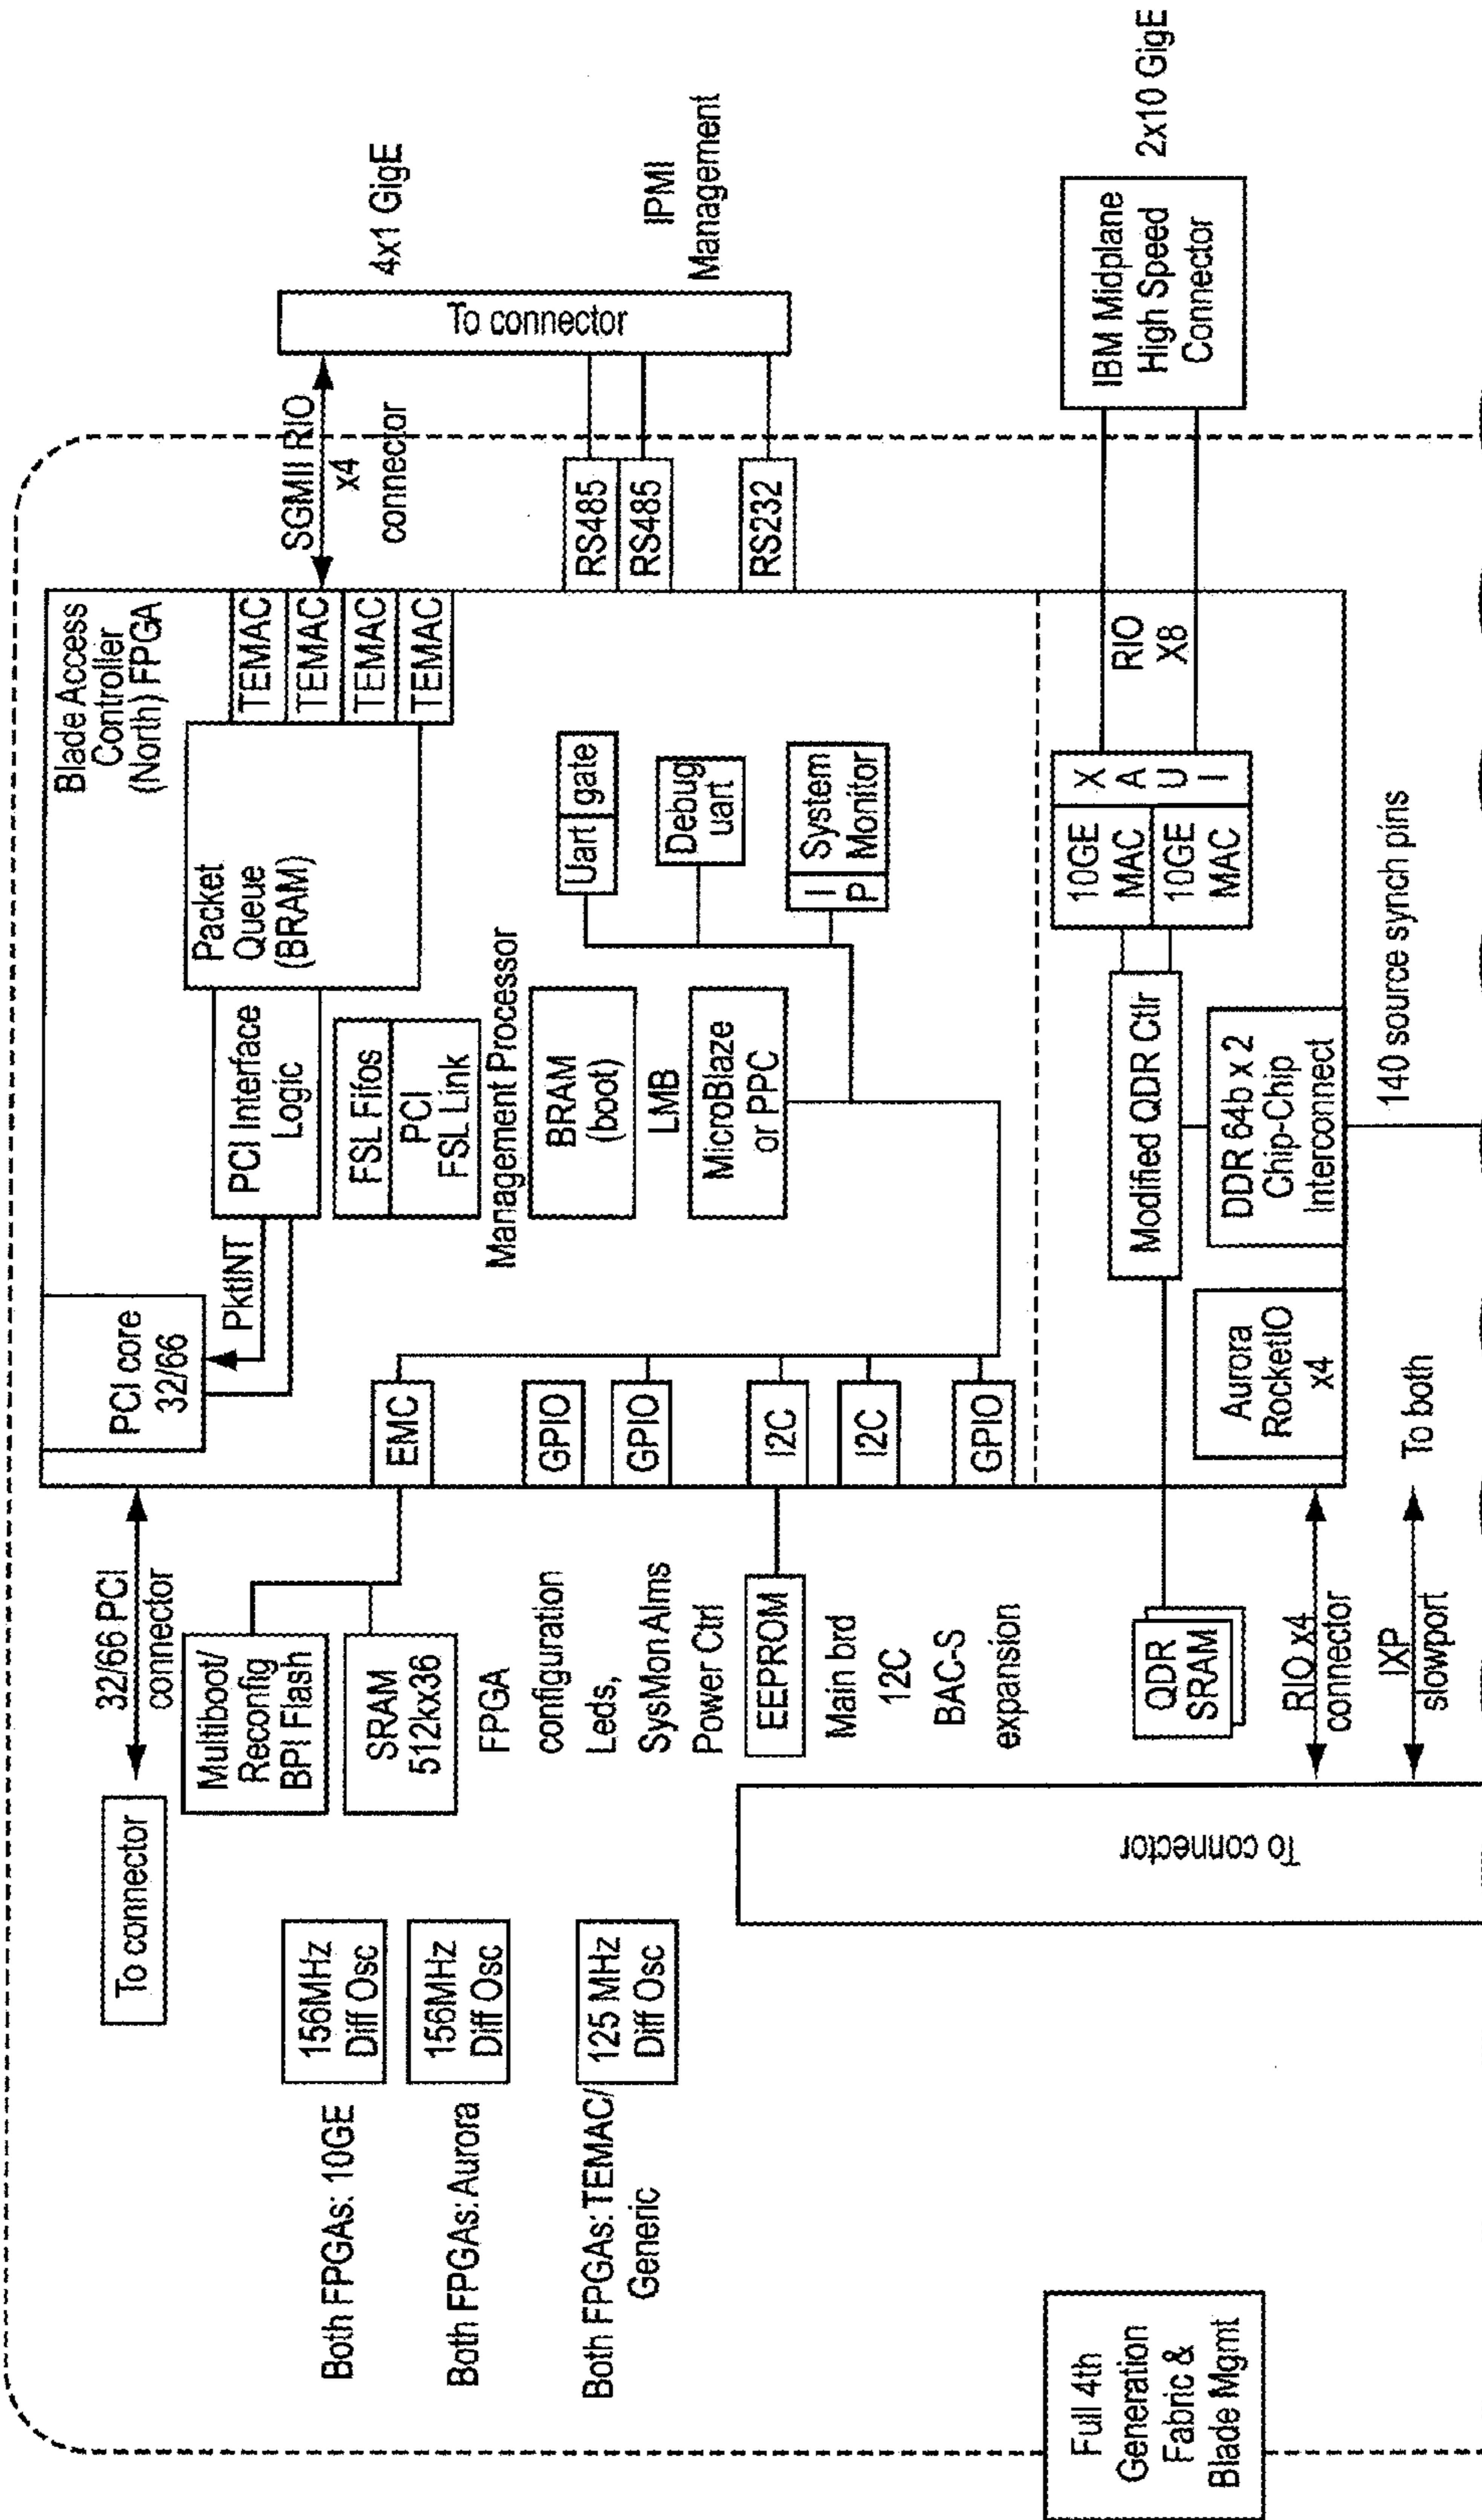 Full 4th
Generation
Fabric &
Blade Mgmt
Both FPGAs: 10GE
Both FPGAs: Aurora
Both FPGAs: TEMAC/
Generic
156MHz
Diff Osc
156MHz
Diff Osc
125 MHz
Diff Osc
To connector
To connector
32/66 PCI
connector
Multiboot/
Reconfig
BPI Flash
SRAM
512kx36
FPGA
configuration
Leds,
SysMon Alms
Power Ctrl
EEPROM
Main brd
12C
BAC-S
expansion
QDR
SRAM
RIO x4
connector
IXP
slowport
To both
PCI core
32/66
EMC
GPIO
GPIO
I2C
I2C
GPIO
Aurora
RocketIO
x4
PktINT
PCI Interface
Logic
FSL Fifos
PCI
FSL Link
Management Processor
BRAM
(boot)
LMB
MicroBlaze
or PPC
Modified QDR Ctlr
DDR 64b x 2
Chip-Chip
Interconnect
140 source synch pins
Packet
Queue
(BRAM)
Blade Access
Controller
(North) FPGA
TEMAC
TEMAC
TEMAC
TEMAC
Uart
gate
Debug
uart
I
P
System
Monitor
10GE
MAC
10GE
MAC
X
A
U
I
RIO
X8
SGMII RIO
x4
connector
RS485
RS485
RS232
To connector
4x1 GigE
IPMI
Management
IBM Midplane
High Speed
Connector
2x10 GigE